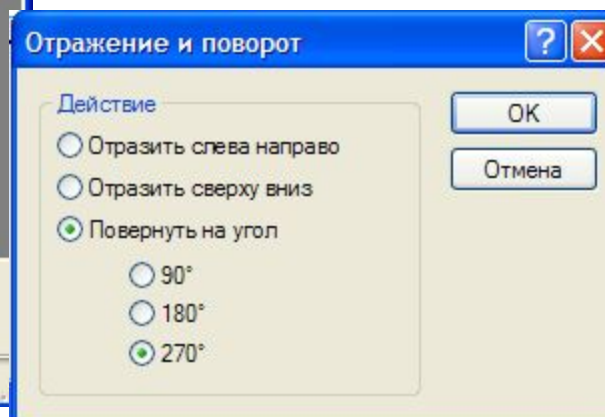 Отражение и поворот
Действие
Отразить слева направо
Отразить сверху вниз
Повернуть на угол
90°
180°
270°
OK
Отмена